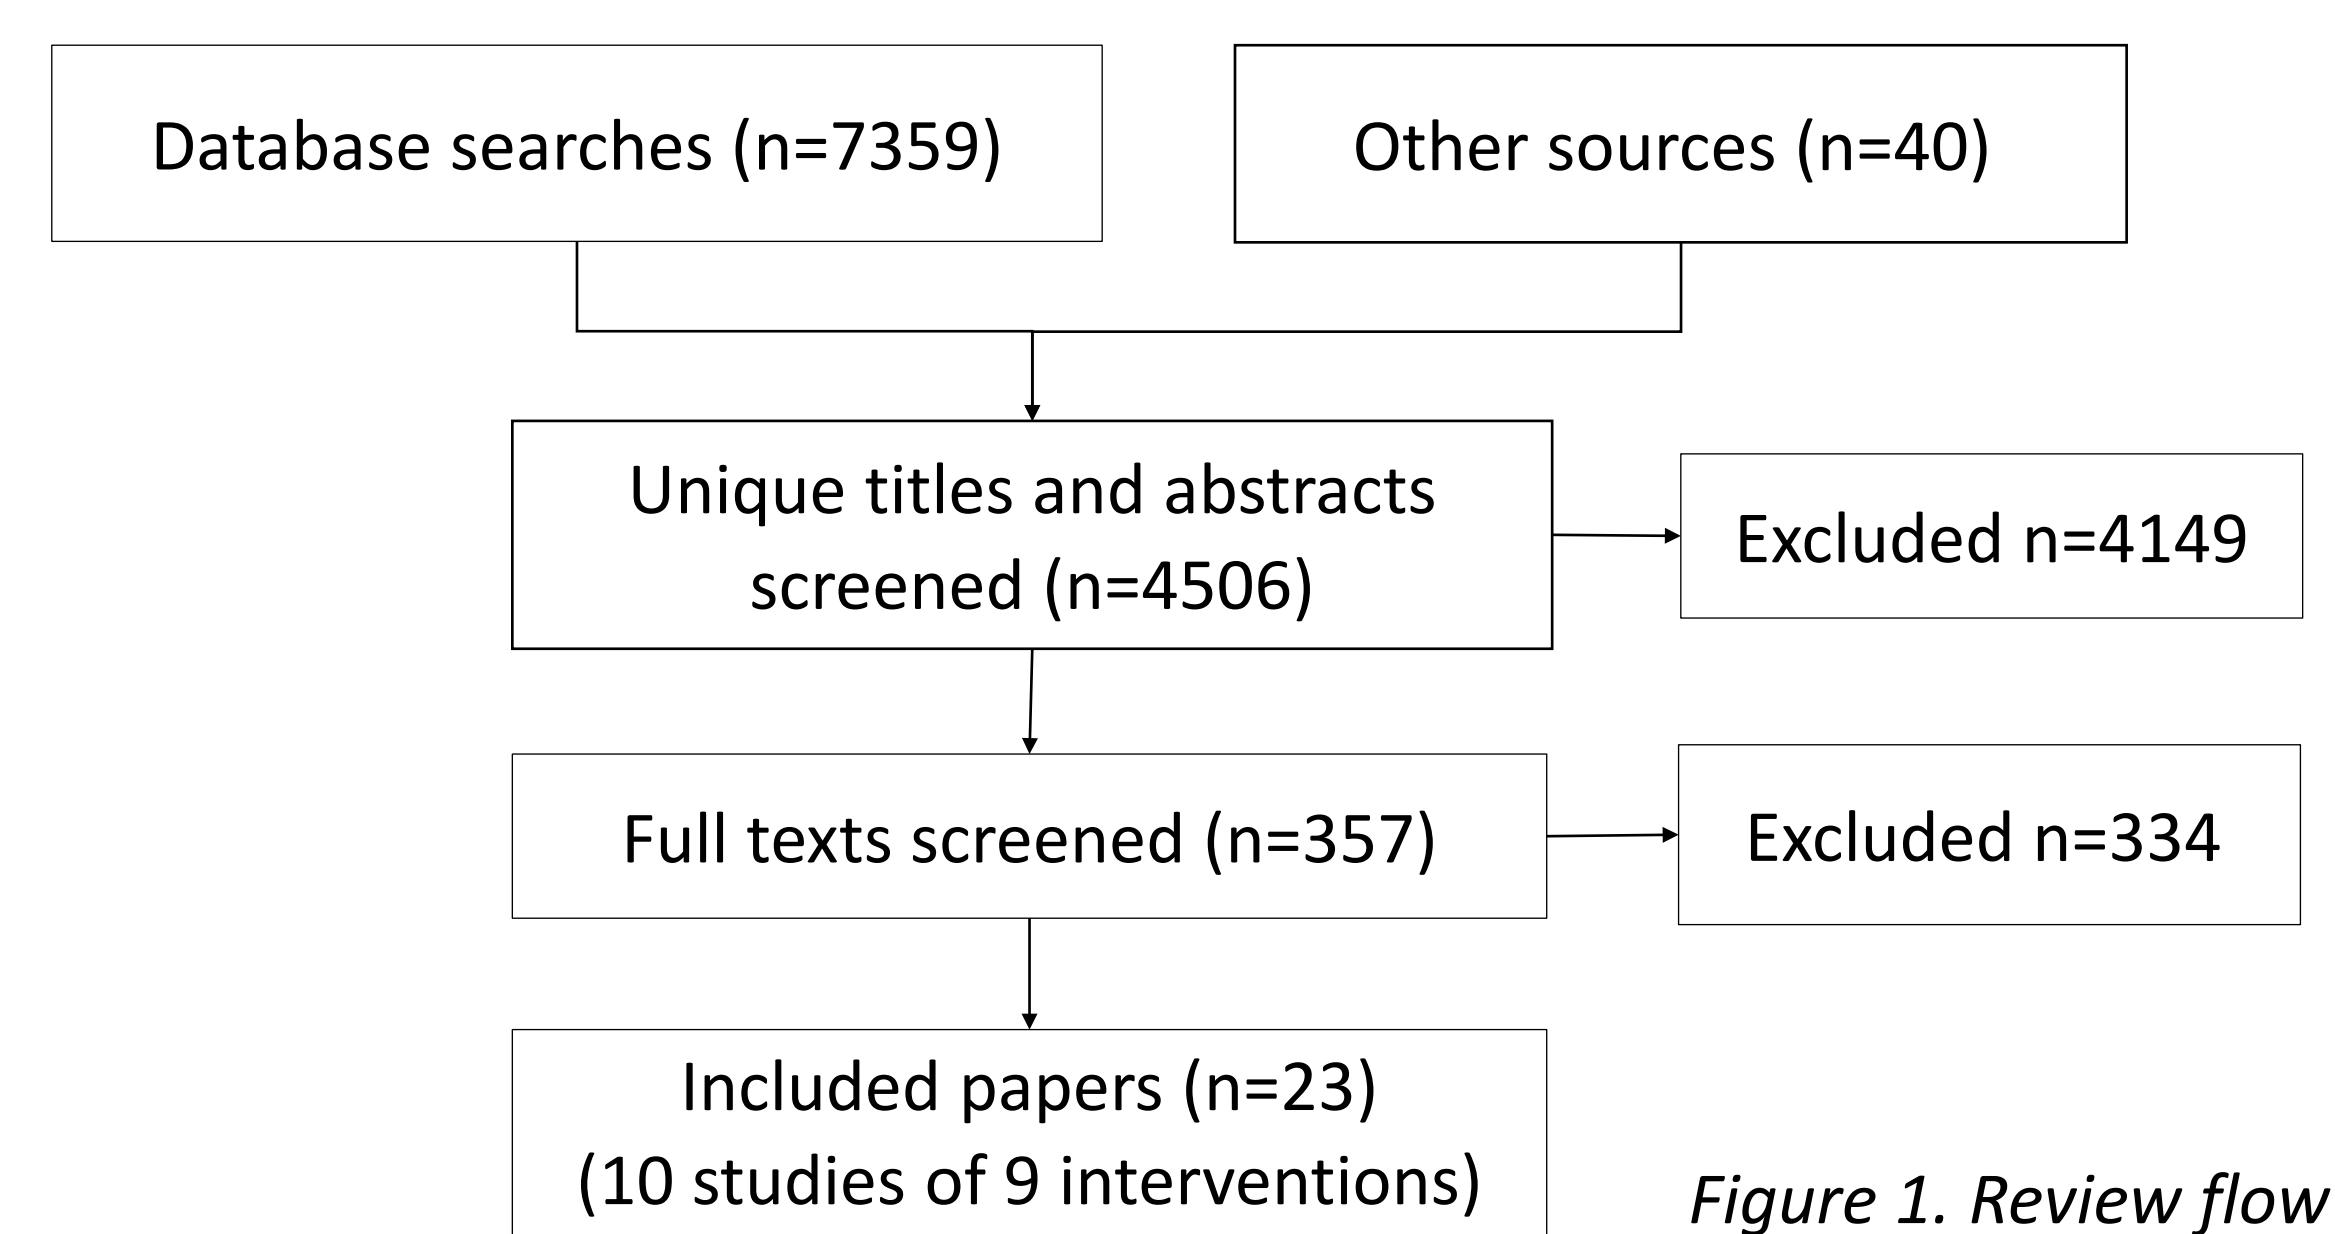 Database searches (n=7359)
Other sources (n=40)
Unique titles and abstracts
screened (n=4506)
Excluded n=4149
Full texts screened (n=357)
Excluded n=334
Included papers (n=23)
(10 studies of 9 interventions)
Figure 1. Review flow